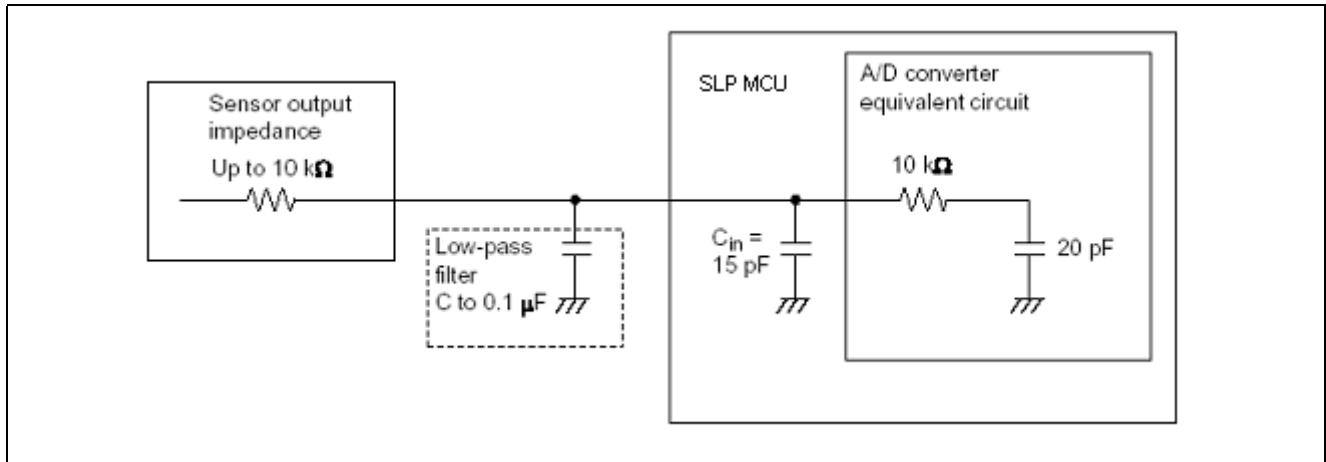 Sensor output
impedance
Up to 10 kΩ
Low-pass
filter
C to 0.1 μF
SLP MCU
C_in =
15 pF
A/D converter
equivalent circuit
10 kΩ
20 pF